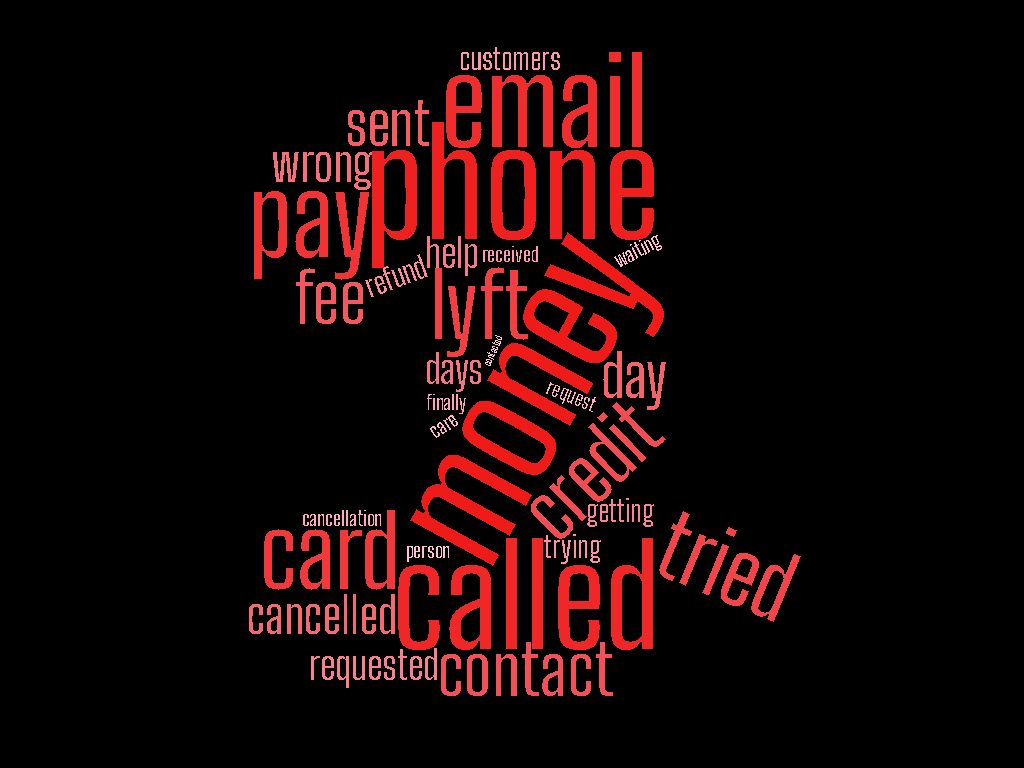 customers
email
sent
wrong
phone
pay
help
received
waiting
refund
fee
lyft
money
contacted
days
day
request
finally
care
credit
getting
cancellation
card
person
trying
tried
called
cancelled
requested
contact